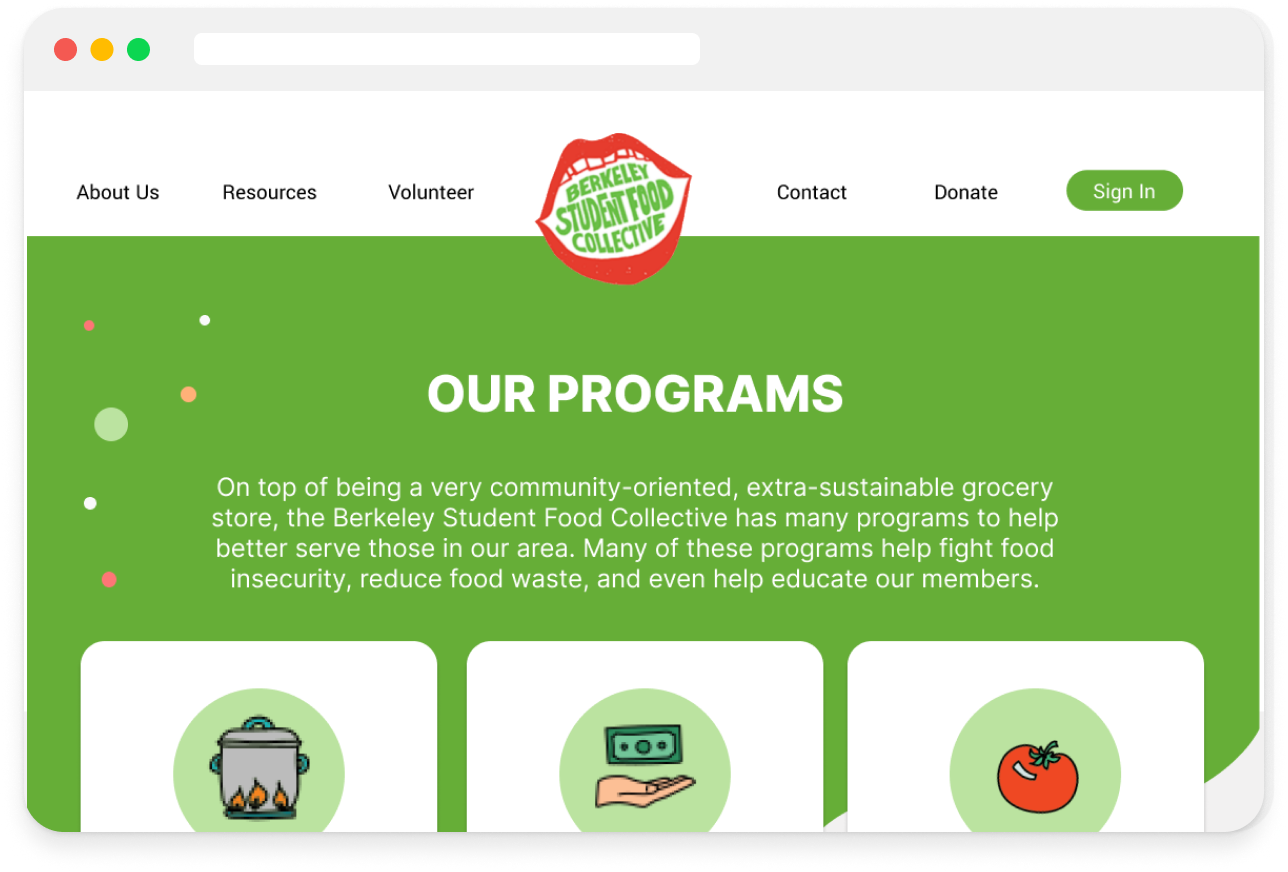 About Us
Resources
Volunteer
BERKELEY
STUDENT FOOD
COLLECTIVE
Contact
Donate
Sign In
OUR PROGRAMS
On top of being a very community-oriented, extra-sustainable grocery
store, the Berkeley Student Food Collective has many programs to help
better serve those in our area. Many of these programs help fight food
insecurity, reduce food waste, and even help educate our members.